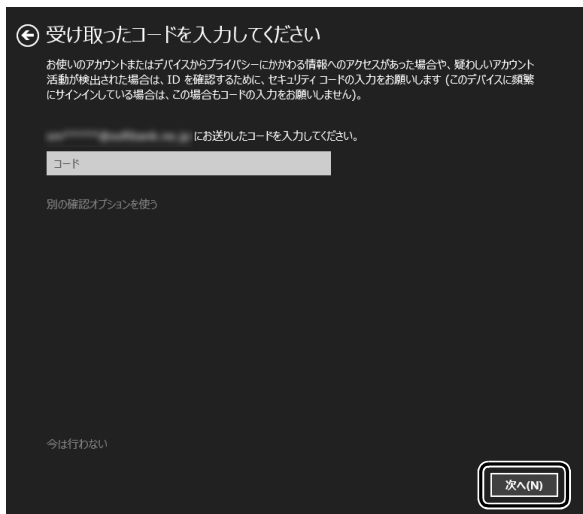 受け取ったコードを入力してください
お使いのアカウントまたはデバイスからプライバシーにかかわる情報へのアクセスがあった場合や、疑わしいアカウント
活動が検出された場合は、ID を確認するために、セキュリティ コードの入力をお願いします (このデバイスに頻繁
にサインインしている場合は、この場合もコードの入力をお願いしません)。
にお送りしたコードを入力してください。
コード
別の確認オプションを使う
今は行わない
次へ(N)